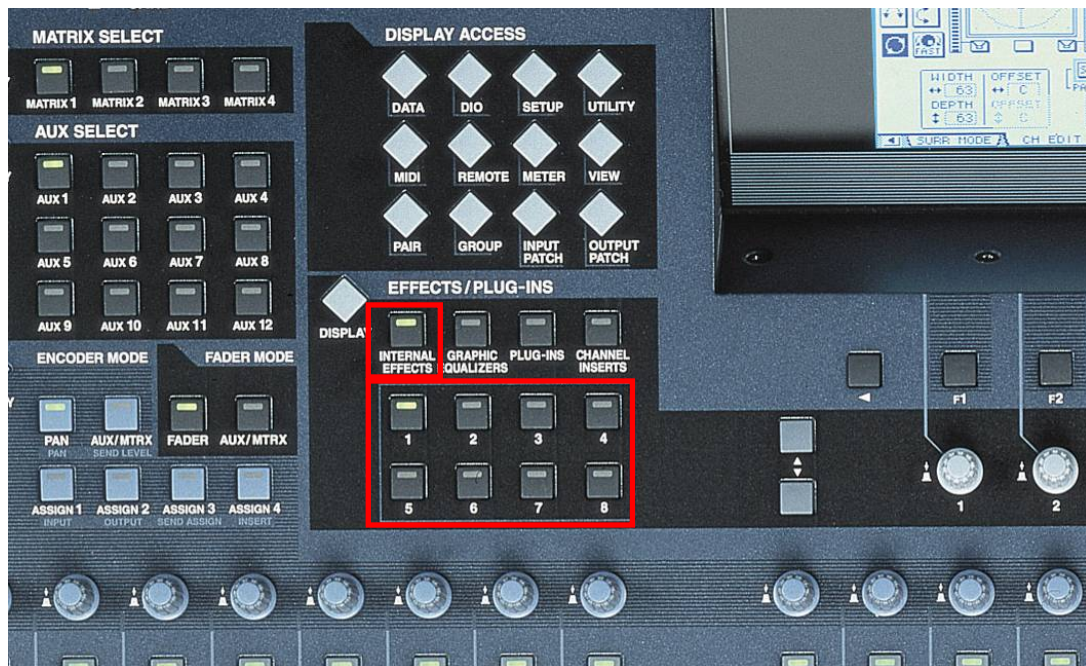 MATRIX SELECT
MATRIX 1 MATRIX 2 MATRIX 3 MATRIX 4
AUX SELECT
AUX 1 AUX 2 AUX 3 AUX 4
AUX 5 AUX 6 AUX 7 AUX 8
AUX 9 AUX 10 AUX 11 AUX 12
ENCODER MODE
PAN AUX/MTRX
PAN SEND LEVEL
ASSIGN 1 ASSIGN 2 ASSIGN 3 ASSIGN 4
INPUT OUTPUT SEND ASSIGN INSERT
FADER MODE
FADER AUX/MTRX
DISPLAY ACCESS
DATA DIO SETUP UTILITY
MIDI REMOTE METER VIEW
PAIR GROUP INPUT PATCH OUTPUT PATCH
EFFECTS/PLUG-INS
DISPLAY
INTERNAL EFFECTS
GRAPHIC EQUALIZERS
PLUG-INS
CHANNEL INSERTS
1 2 3 4
5 6 7 8
FAST
WIDTH OFFSET
63 C
DEPTH OFFSET
63 C
SURR MODE CH EDIT
F1 F2
1 2